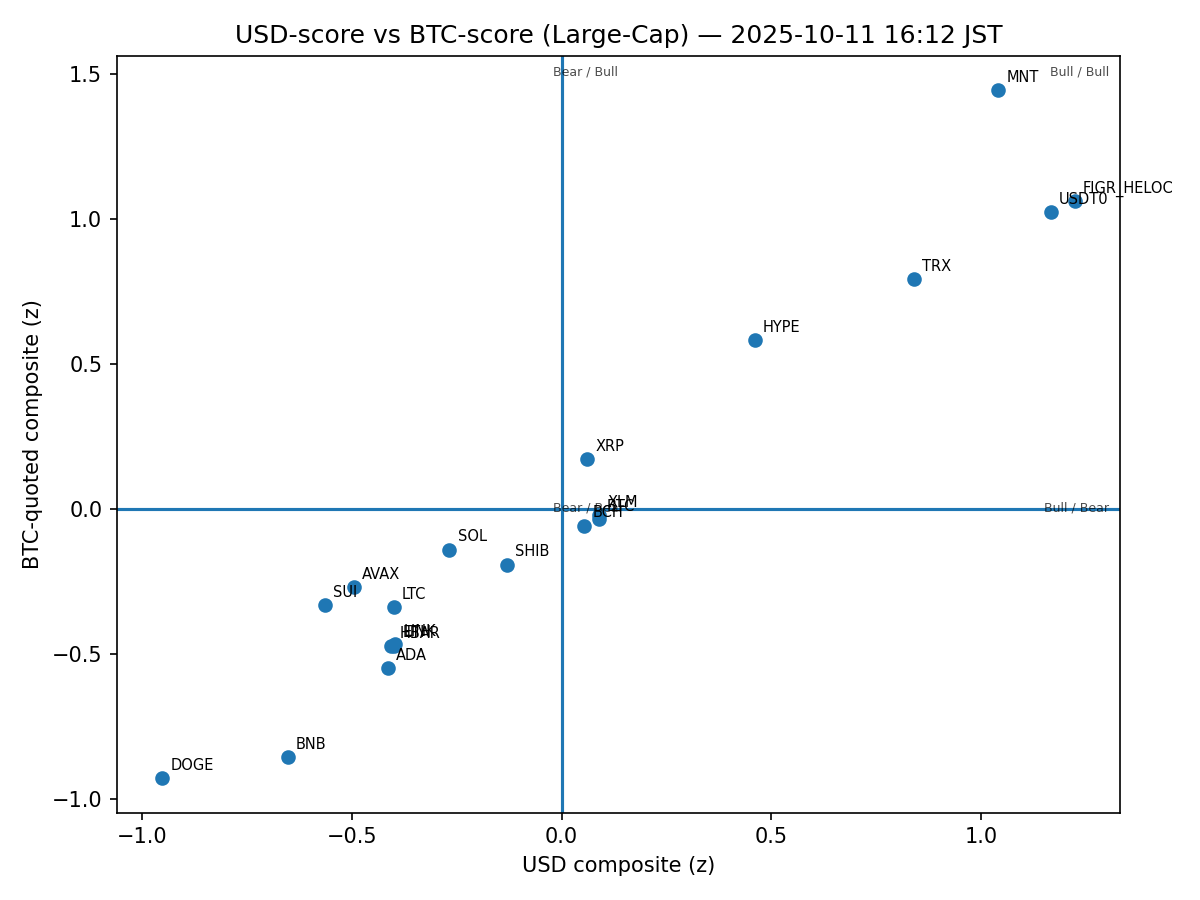 USD-score vs BTC-score (Large-Cap) — 2025-10-11 16:12 JST
Bear / Bull
Bull / Bull
MNT
FIGR_HELOC
USDT0
TRX
HYPE
XRP
XLM
BTC
BCH
Bear /
Bull / Bear
SOL
SHIB
AVAX
SUI
LTC
LINK
HBAR
ADA
BNB
DOGE
1.5
1.0
0.5
0.0
−0.5
−1.0
BTC-quoted composite (z)
−1.0
−0.5
0.0
0.5
1.0
USD composite (z)